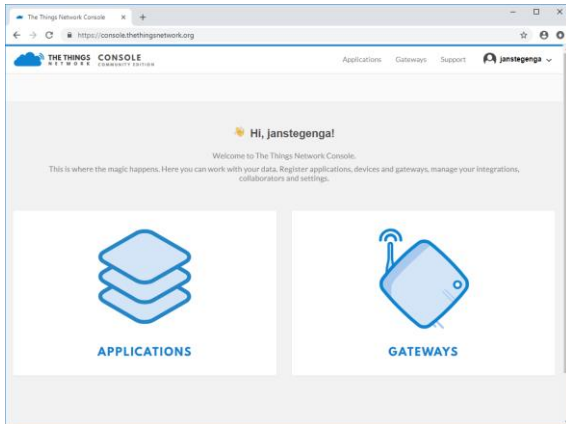 The Things Network Console
https://console.thethingsnetwork.org
THE THINGS NETWORK CONSOLE COMMUNITY EDITION
Applications Gateways Support janstegenga
Hi, janstegenga!
Welcome to The Things Network Console.
This is where the magic happens. Here you can work with your data. Register applications, devices and gateways, manage your integrations,
collaborators and settings.
APPLICATIONS GATEWAYS